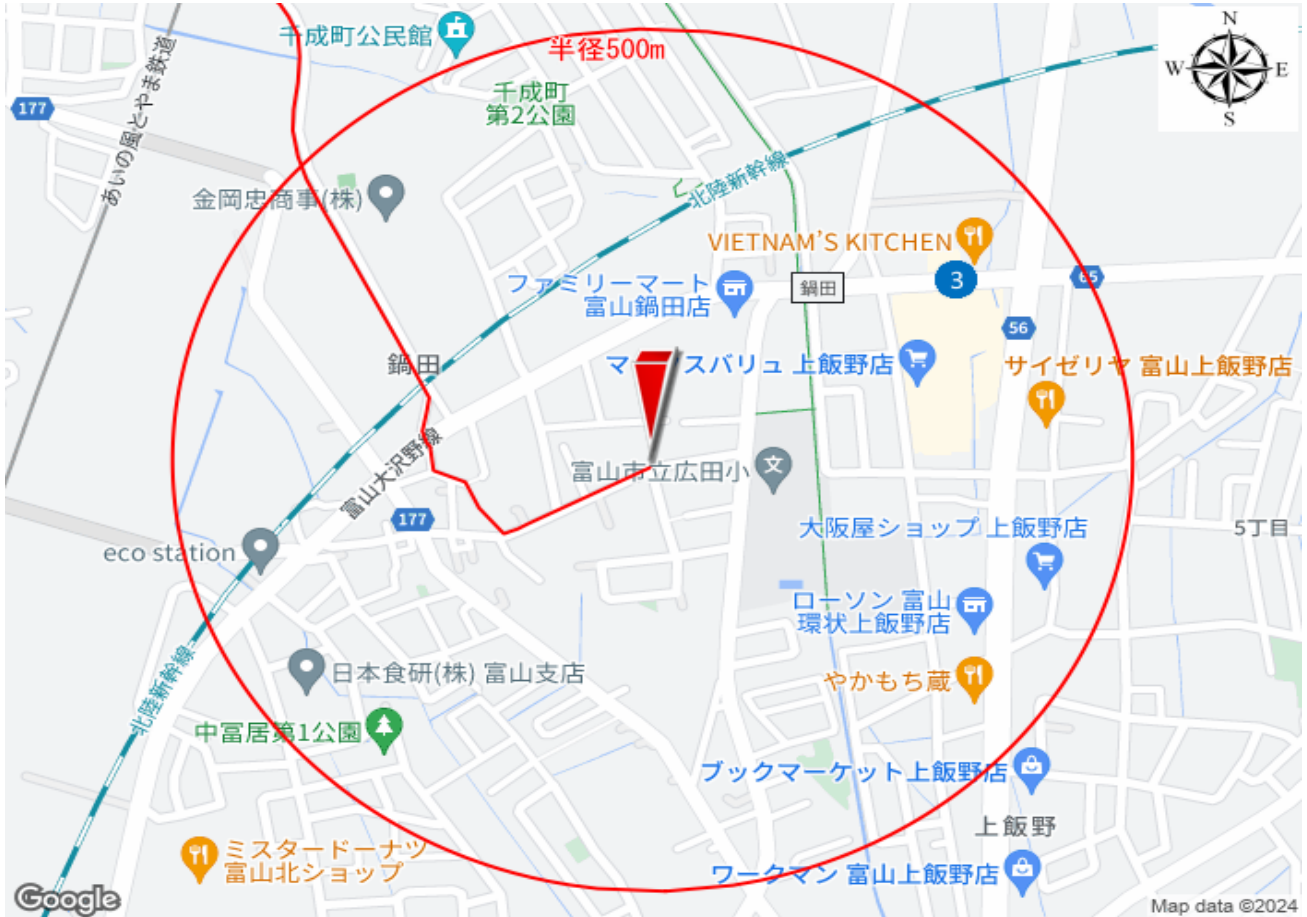 千成町公民館
半径500m
N
W
E
S
177
あいの風とやま鉄道
千成町
第2公園
北陸新幹線
金岡忠商事(株)
VIETNAM'S KITCHEN
3
65
ファミリーマート
富山鍋田店
鍋田
56
鍋田
マ
スバリュ 上飯野店
サイゼリヤ 富山上飯野店
富山大沢野線
富山市立広田小
文
177
大阪屋ショップ 上飯野店
5丁目
eco station
ローソン 富山
環状上飯野店
北陸新幹線
日本食研(株) 富山支店
やかもち蔵
中冨居第1公園
ブックマーケット上飯野店
上飯野
ミスタードーナツ
富山北ショップ
ワークマン 富山上飯野店
Google
Map data ©2024